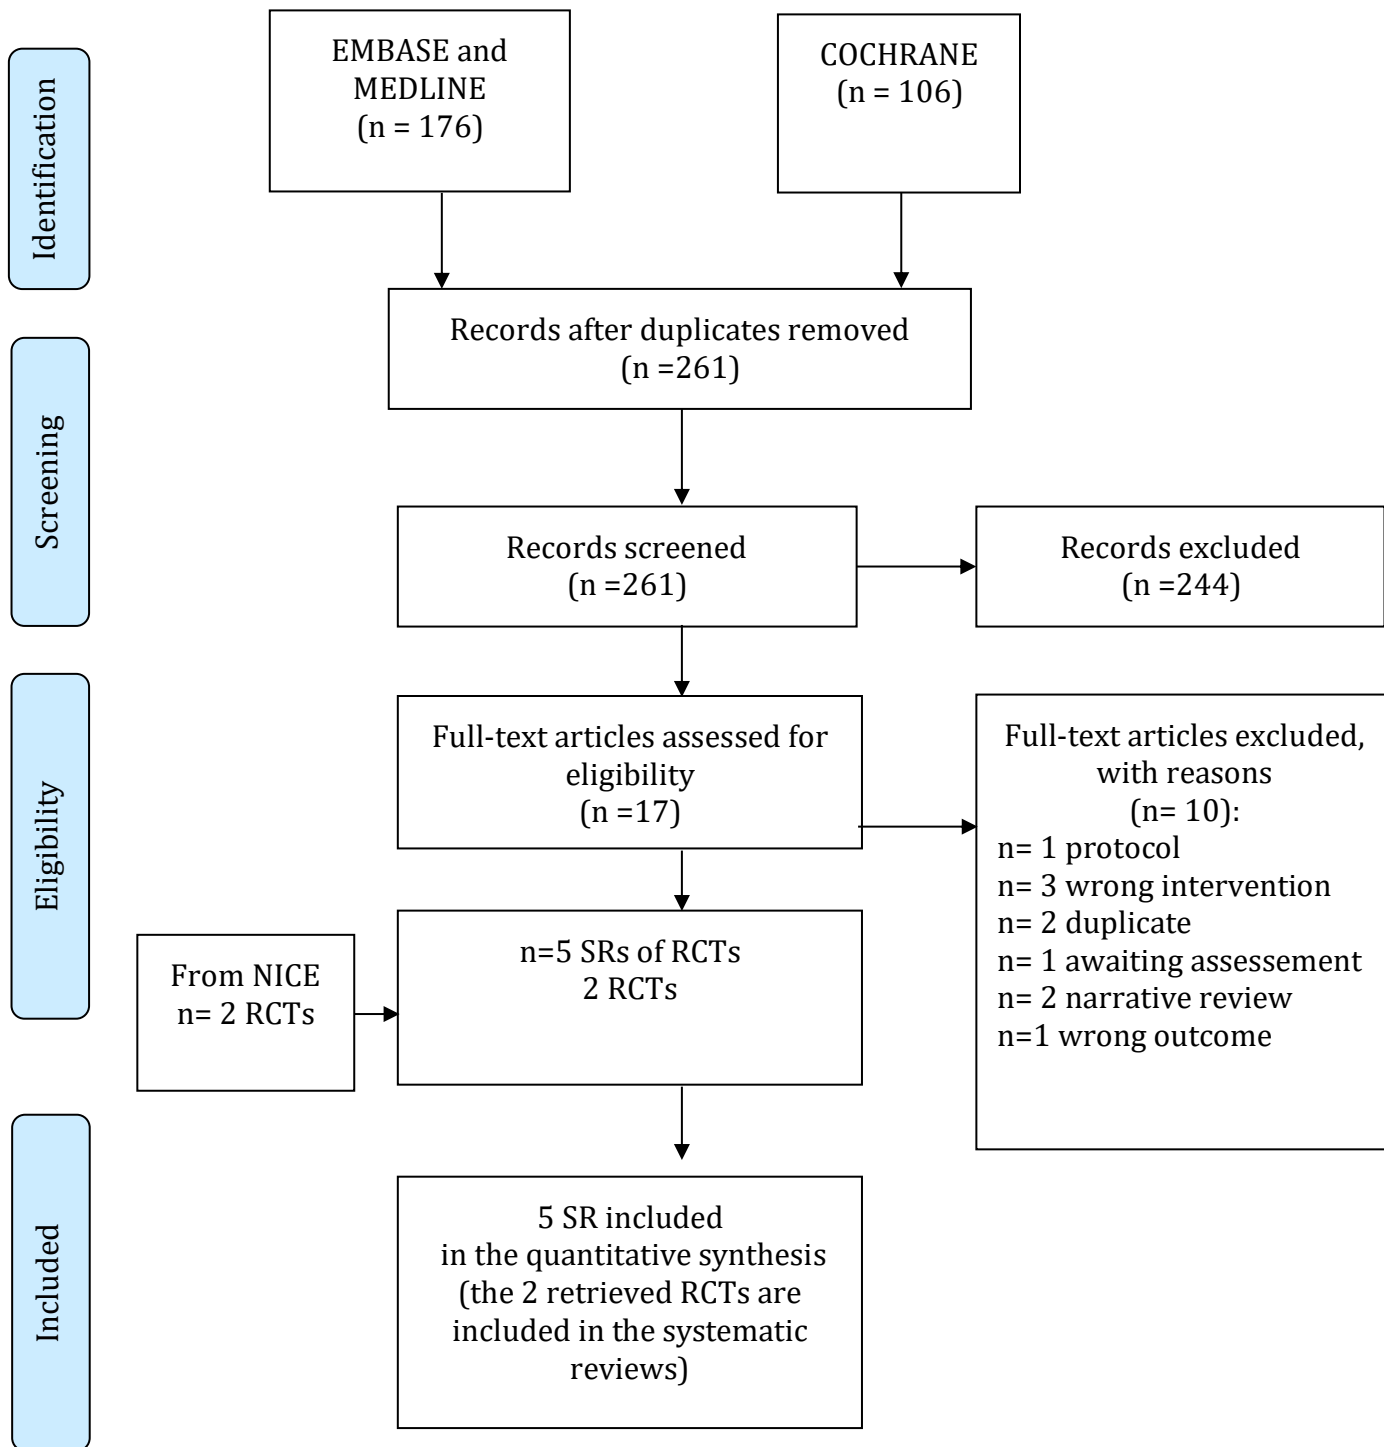 Identification
EMBASE and
MEDLINE
(n = 176)
COCHRANE
(n = 106)
Records after duplicates removed
(n =261)
Screening
Records screened
(n =261)
Records excluded
(n =244)
Eligibility
Full-text articles assessed for
eligibility
(n =17)
Full-text articles excluded,
with reasons
(n= 10):
n= 1 protocol
n= 3 wrong intervention
n= 2 duplicate
n= 1 awaiting assessement
n= 2 narrative review
n=1 wrong outcome
From NICE
n= 2 RCTs
n=5 SRs of RCTs
2 RCTs
Included
5 SR included
in the quantitative synthesis
(the 2 retrieved RCTs are
included in the systematic
reviews)